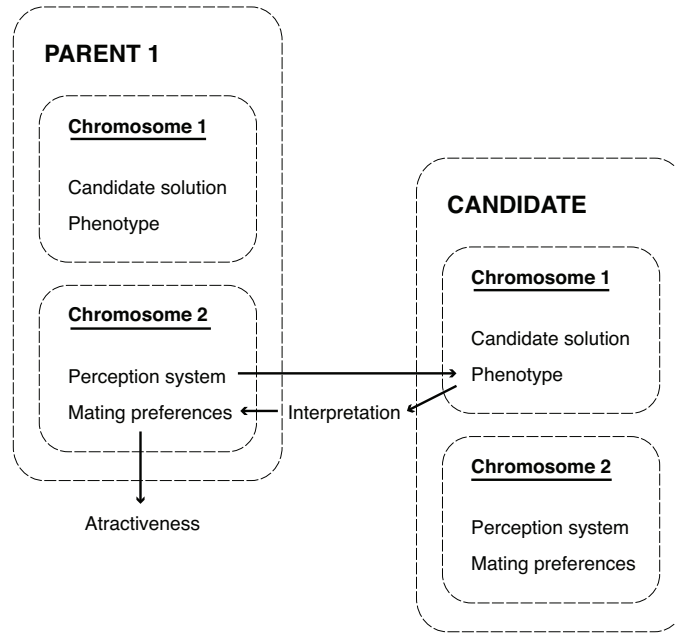 PARENT 1
Chromosome 1
Candidate solution
Phenotype
Chromosome 2
Perception system
Mating preferences
Interpretation
Atractiveness
CANDIDATE
Chromosome 1
Candidate solution
Phenotype
Chromosome 2
Perception system
Mating preferences